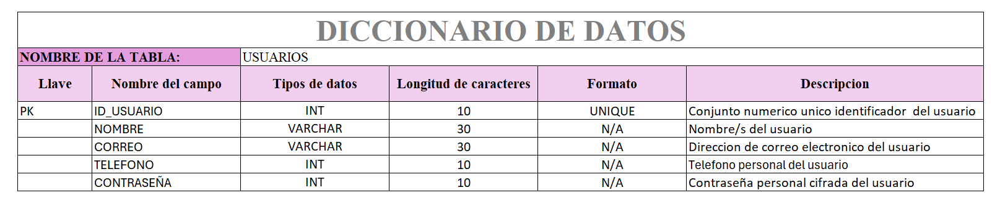 DICCIONARIO DE DATOS
NOMBRE DE LA TABLA: USUARIOS
Llave Nombre del campo Tipos de datos Longitud de caracteres Formato Descripcion
PK ID_USUARIO INT 10 UNIQUE Conjunto numerico unico identificador  del usuario
NOMBRE VARCHAR 30 N/A Nombre/s del usuario
CORREO VARCHAR 30 N/A Direccion de correo electronico del usuario
TELEFONO INT 10 N/A Telefono personal del usuario
CONTRASEÑA INT 10 N/A Contraseña personal cifrada del usuario